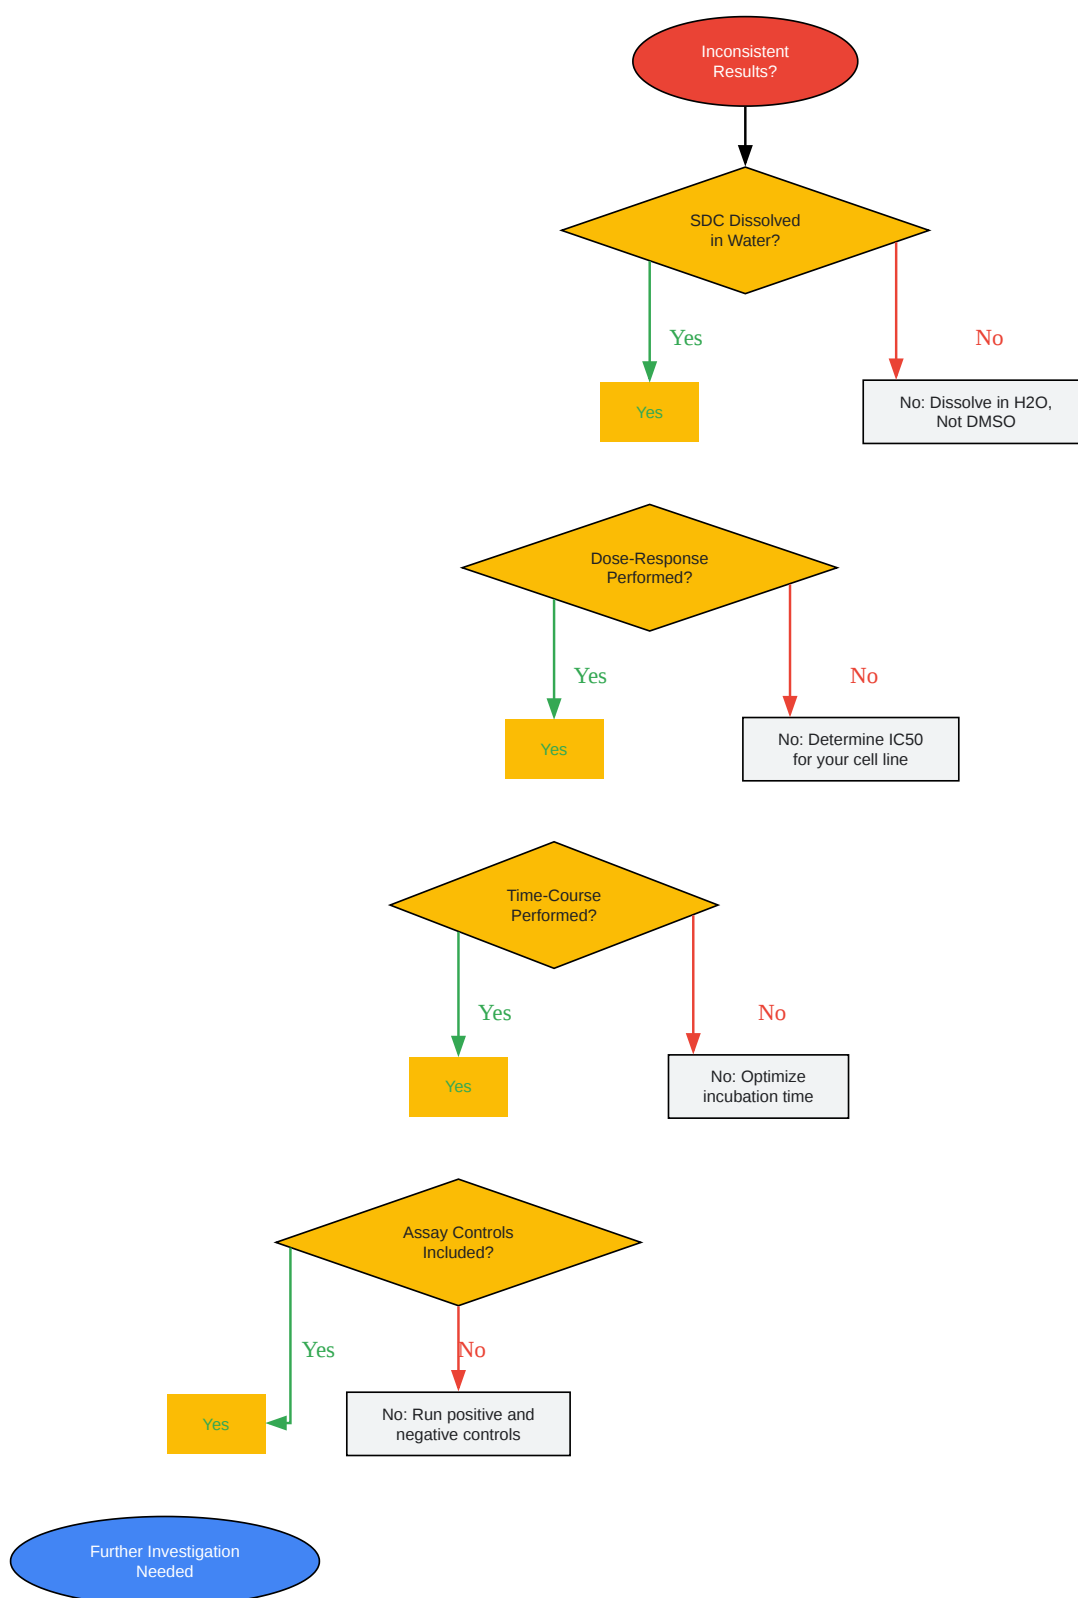 Inconsistent
Results?
SDC Dissolved
in Water?
Yes
No
Yes
No: Dissolve in H2O,
Not DMSO
Dose-Response
Performed?
Yes
No
Yes
No: Determine IC50
for your cell line
Time-Course
Performed?
Yes
No
Yes
No: Optimize
incubation time
Assay Controls
Included?
Yes
No
Yes
No: Run positive and
negative controls
Further Investigation
Needed